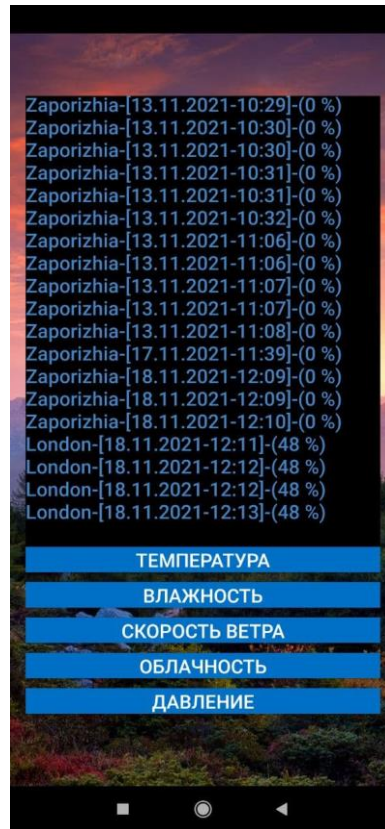 Zaporizhia-[13.11.2021-10:29]-(0 %)
Zaporizhia-[13.11.2021-10:30]-(0 %)
Zaporizhia-[13.11.2021-10:30]-(0 %)
Zaporizhia-[13.11.2021-10:31]-(0 %)
Zaporizhia-[13.11.2021-10:31]-(0 %)
Zaporizhia-[13.11.2021-10:32]-(0 %)
Zaporizhia-[13.11.2021-11:06]-(0 %)
Zaporizhia-[13.11.2021-11:06]-(0 %)
Zaporizhia-[13.11.2021-11:07]-(0 %)
Zaporizhia-[13.11.2021-11:07]-(0 %)
Zaporizhia-[13.11.2021-11:08]-(0 %)
Zaporizhia-[17.11.2021-11:39]-(0 %)
Zaporizhia-[18.11.2021-12:09]-(0 %)
Zaporizhia-[18.11.2021-12:09]-(0 %)
Zaporizhia-[18.11.2021-12:10]-(0 %)
London-[18.11.2021-12:11]-(48 %)
London-[18.11.2021-12:12]-(48 %)
London-[18.11.2021-12:12]-(48 %)
London-[18.11.2021-12:13]-(48 %)
ТЕМПЕРАТУРА
ВЛАЖНОСТЬ
СКОРОСТЬ ВЕТРА
ОБЛАЧНОСТЬ
ДАВЛЕНИЕ